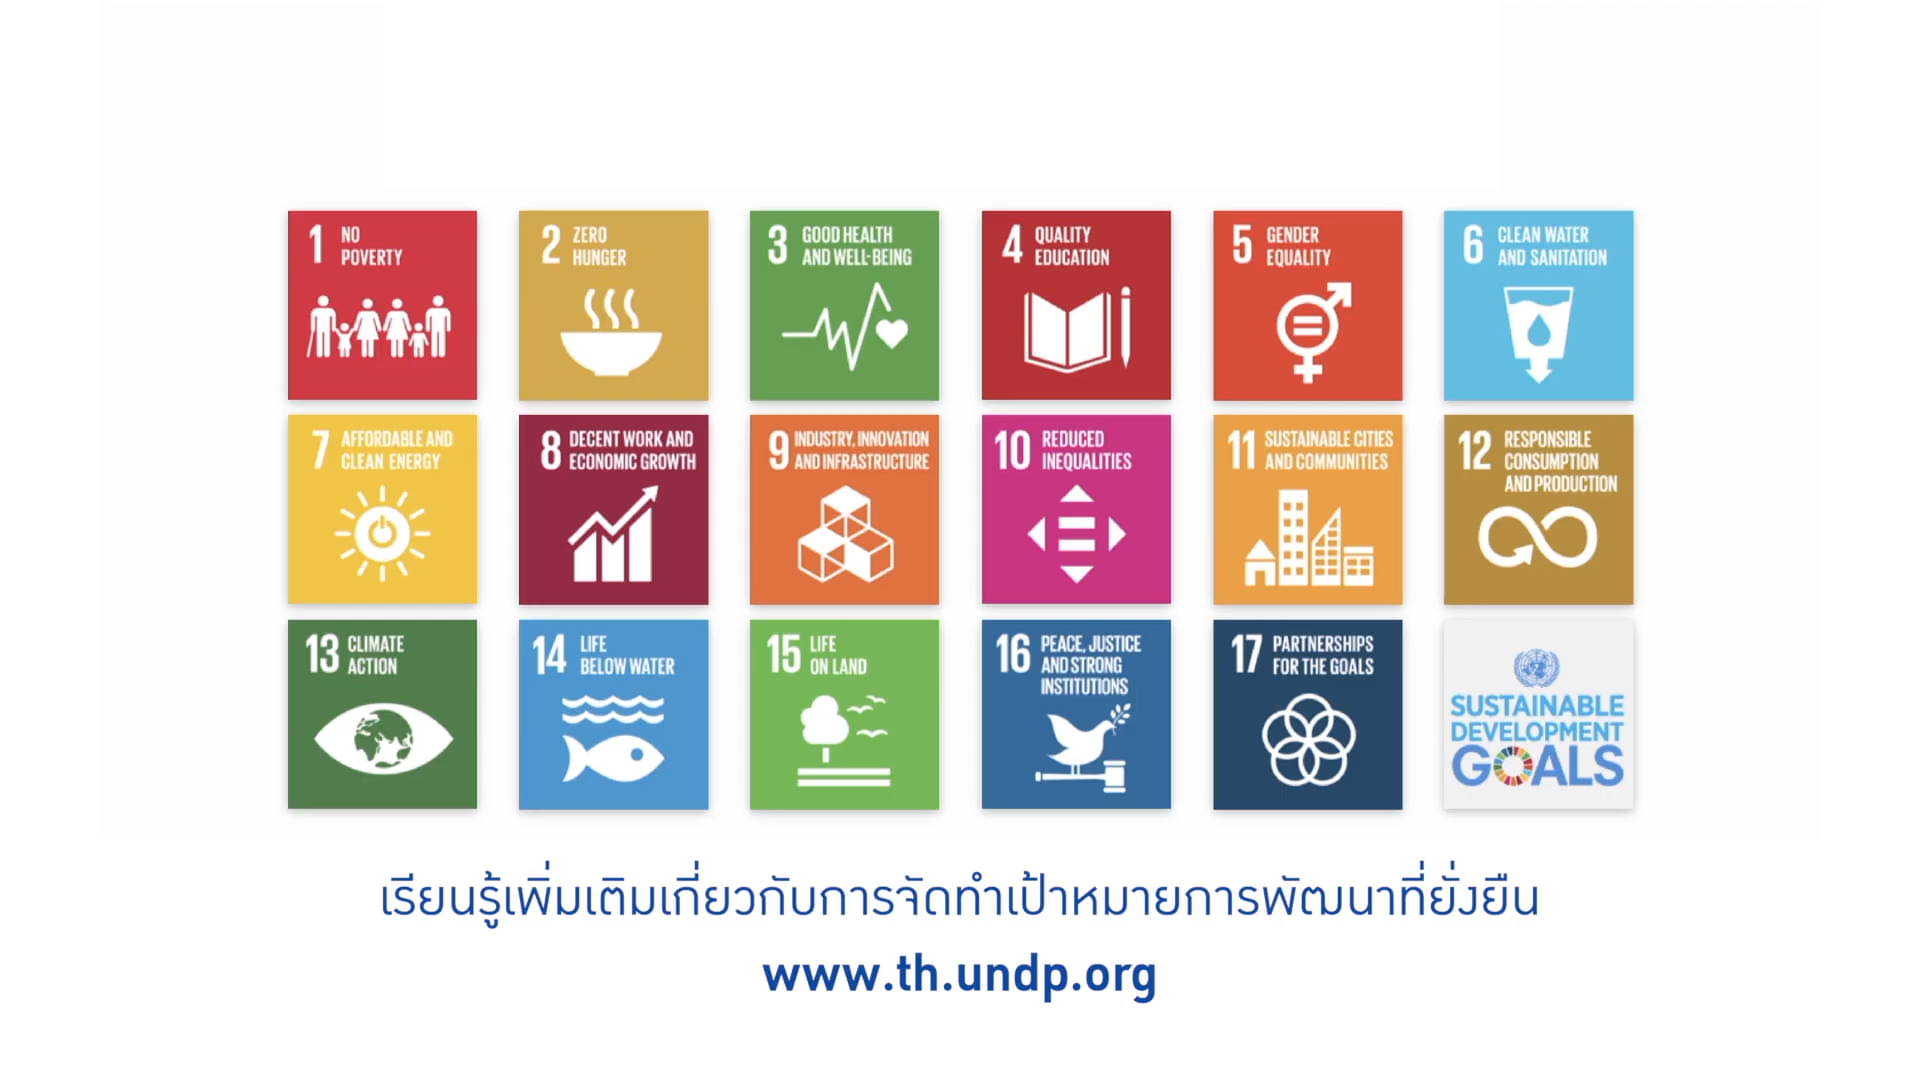 1 NO
POVERTY
2 ZERO
HUNGER
3 GOOD HEALTH
AND WELL-BEING
4 QUALITY
EDUCATION
5 GENDER
EQUALITY
6 CLEAN WATER
AND SANITATION
7 AFFORDABLE AND
CLEAN ENERGY
8 DECENT WORK AND
ECONOMIC GROWTH
9 INDUSTRY, INNOVATION
AND INFRASTRUCTURE
10 REDUCED
INEQUALITIES
11 SUSTAINABLE CITIES
AND COMMUNITIES
12 RESPONSIBLE
CONSUMPTION
AND PRODUCTION
13 CLIMATE
ACTION
14 LIFE
BELOW WATER
15 LIFE
ON LAND
16 PEACE, JUSTICE
AND STRONG
INSTITUTIONS
17 PARTNERSHIPS
FOR THE GOALS
SUSTAINABLE
DEVELOPMENT
GOALS
เรียนรู้เพิ่มเติมเกี่ยวกับการจัดทำเป้าหมายการพัฒนาที่ยั่งยืน
www.th.undp.org